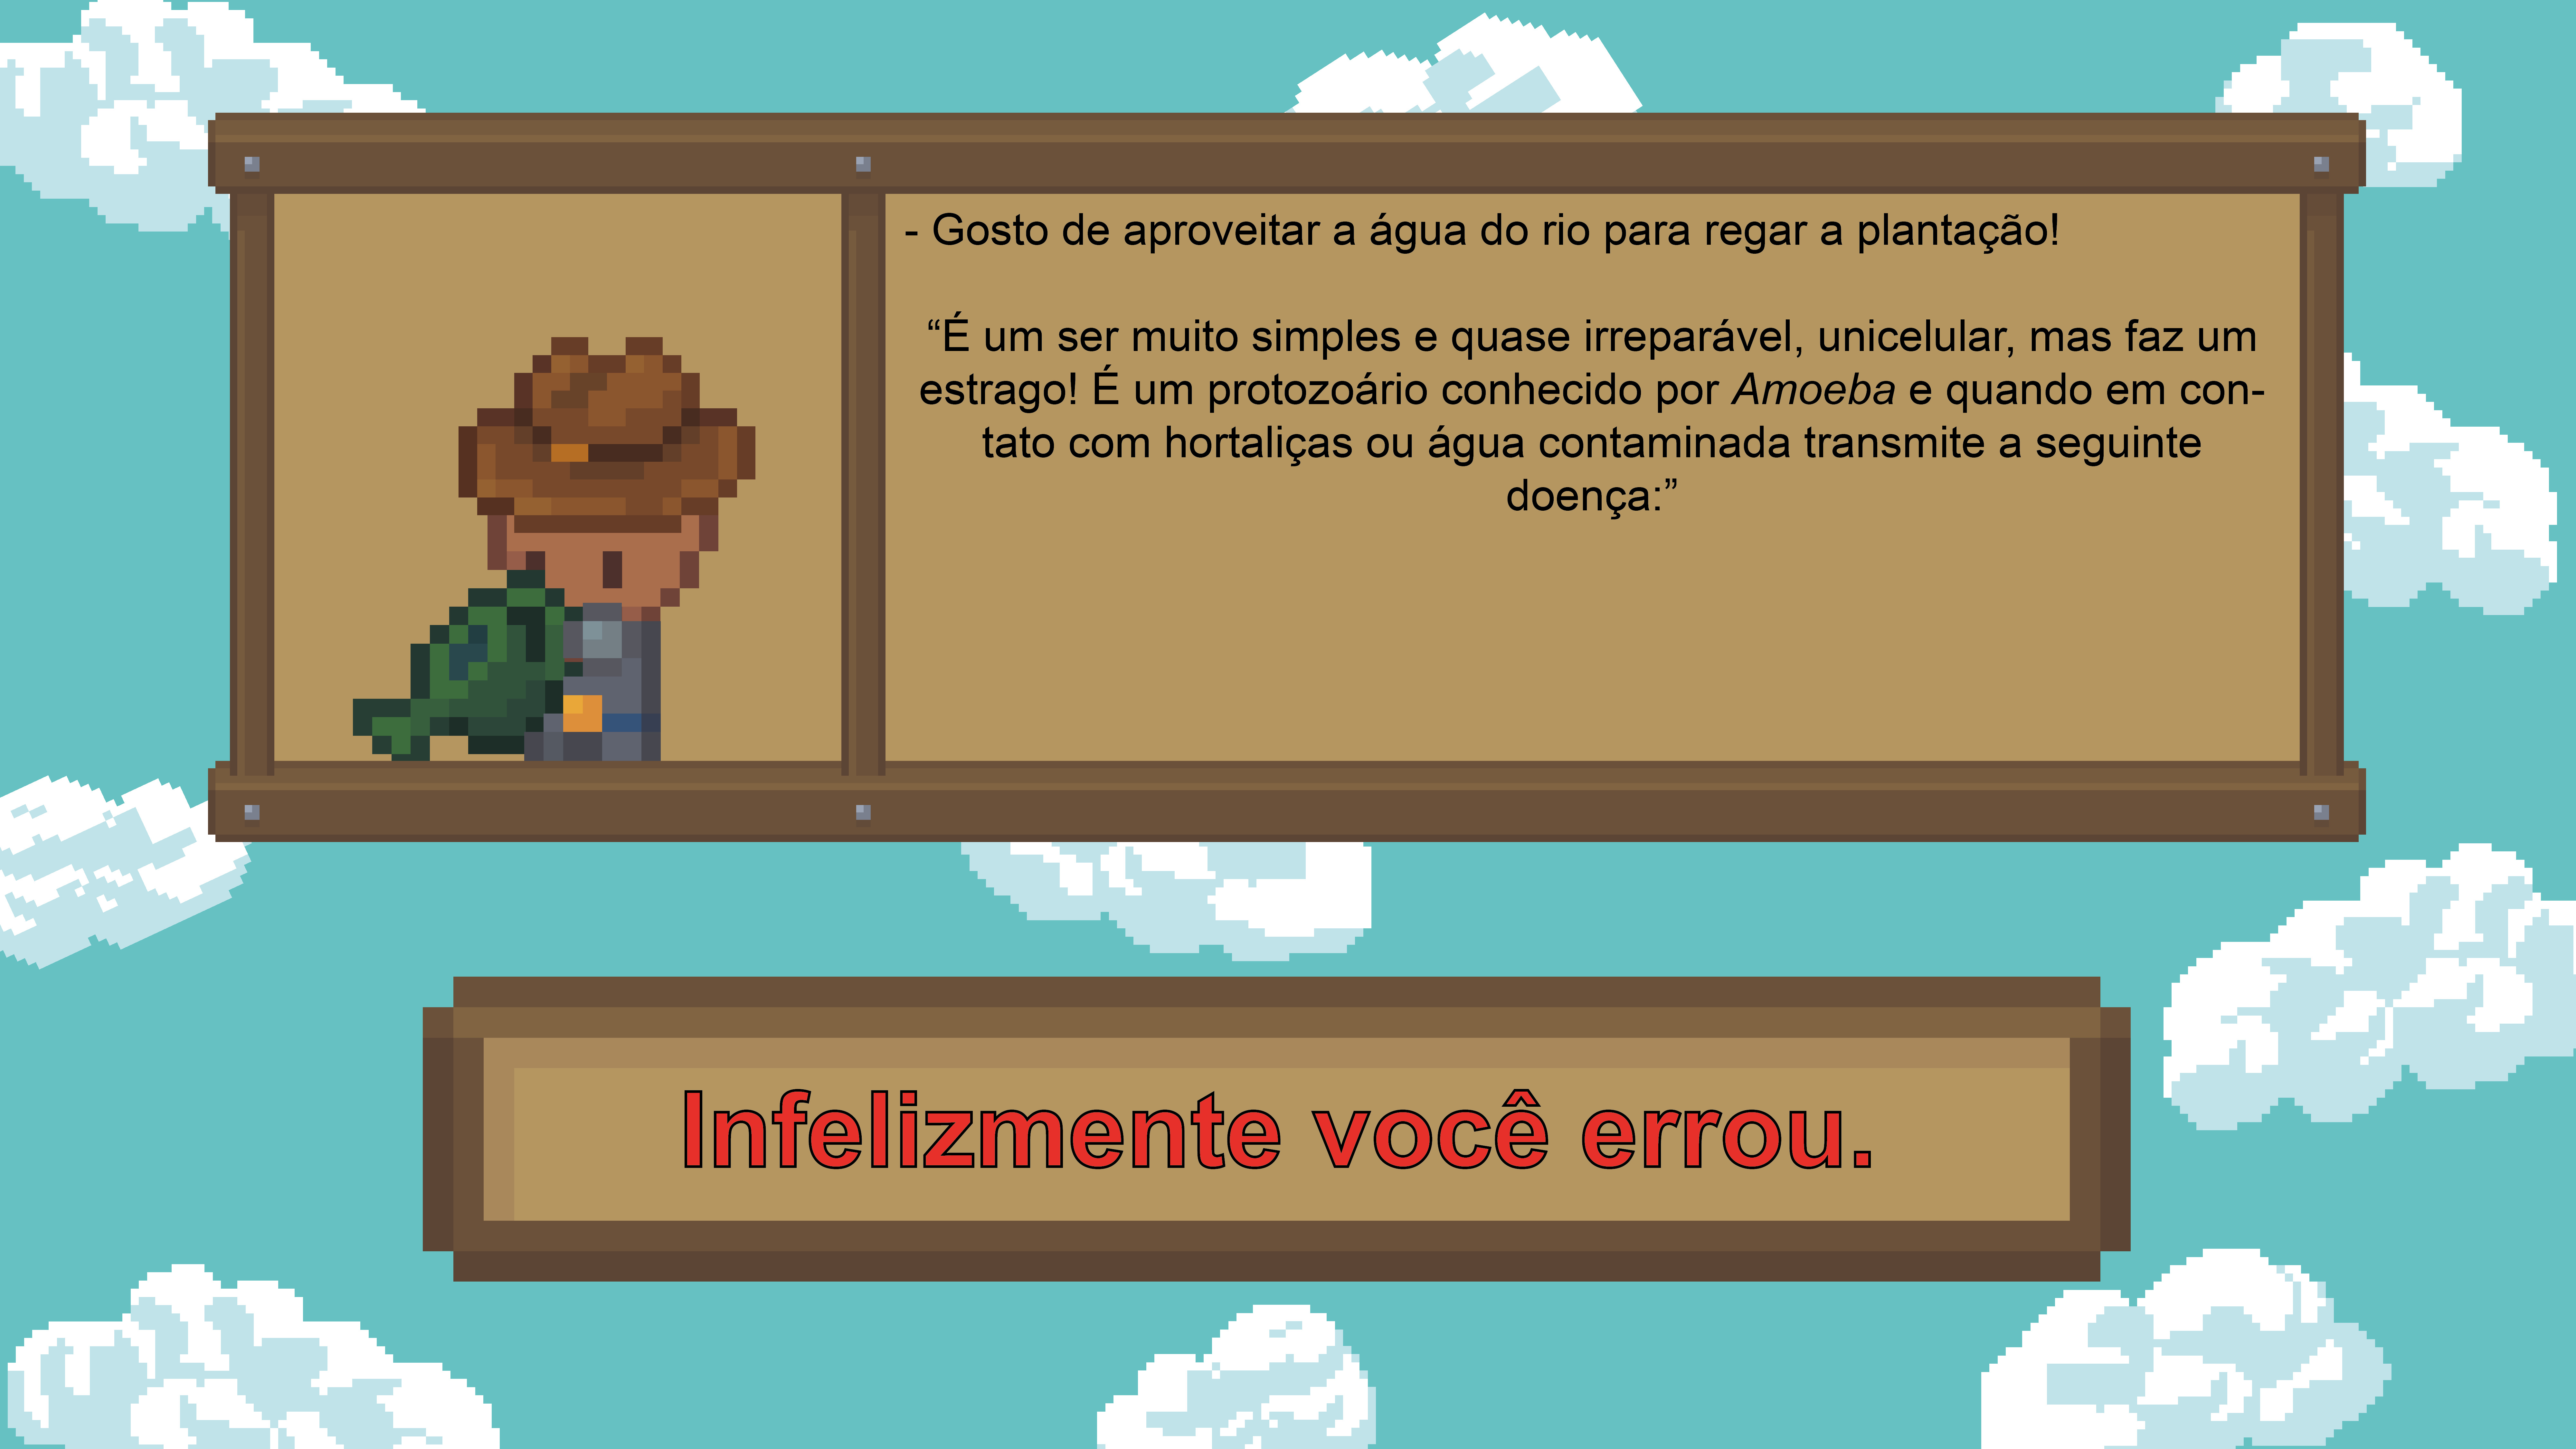 - Gosto de aproveitar a água do rio para regar a plantação!
“É um ser muito simples e quase irreparável, unicelular, mas faz um
estrago! É um protozoário conhecido por Amoeba e quando em con-
tato com hortaliças ou água contaminada transmite a seguinte
doença:”
Infelizmente você errou.